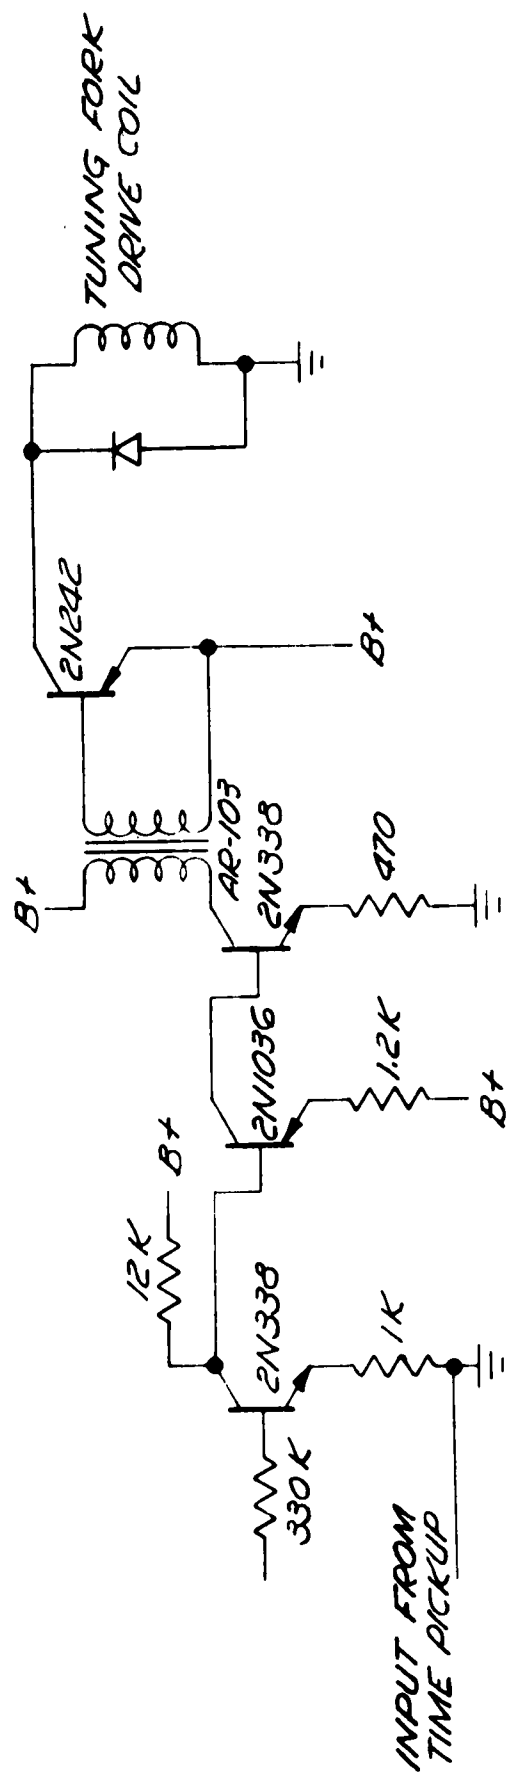 INPUT FROM
TIME PICKUP
330K
2N338
1K
12K
B+
2N1036
1.2K
B+
2N338
470
B+
AR-103
2N242
B+
TUNING FORK
DRIVE COIL